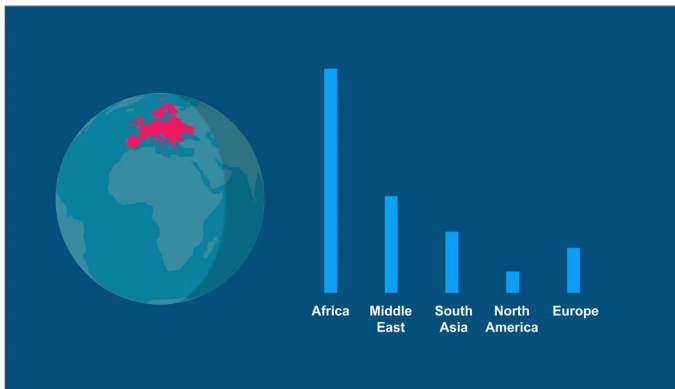 Africa
Middle
East
South
Asia
North
America
Europe